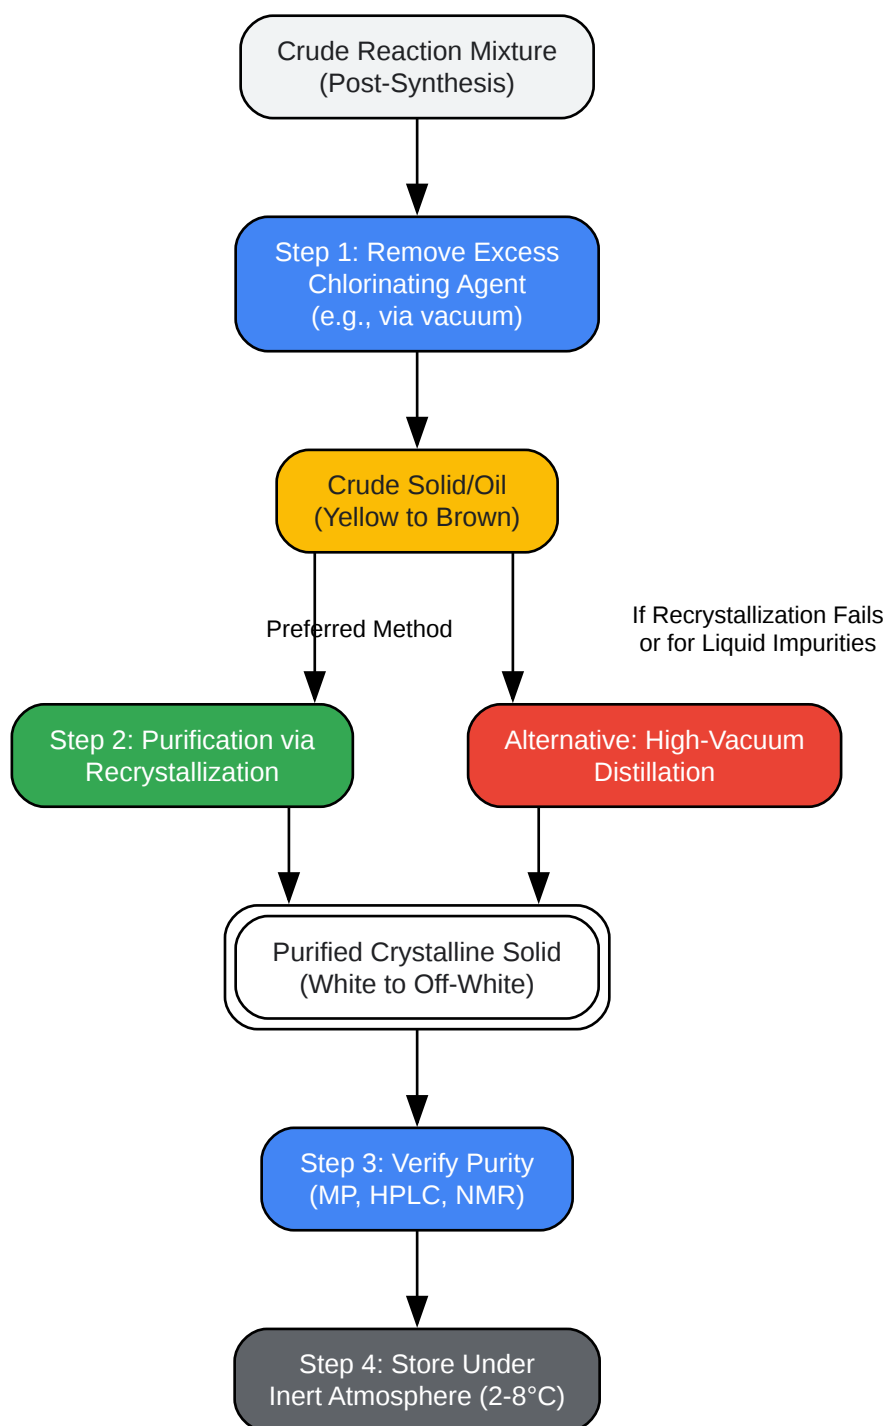 Crude Reaction Mixture
(Post-Synthesis)
Step 1: Remove Excess
Chlorinating Agent
(e.g., via vacuum)
Crude Solid/Oil
(Yellow to Brown)
Preferred Method
If Recrystallization Fails
or for Liquid Impurities
Step 2: Purification via
Recrystallization
Alternative: High-Vacuum
Distillation
Purified Crystalline Solid
(White to Off-White)
Step 3: Verify Purity
(MP, HPLC, NMR)
Step 4: Store Under
Inert Atmosphere (2-8°C)